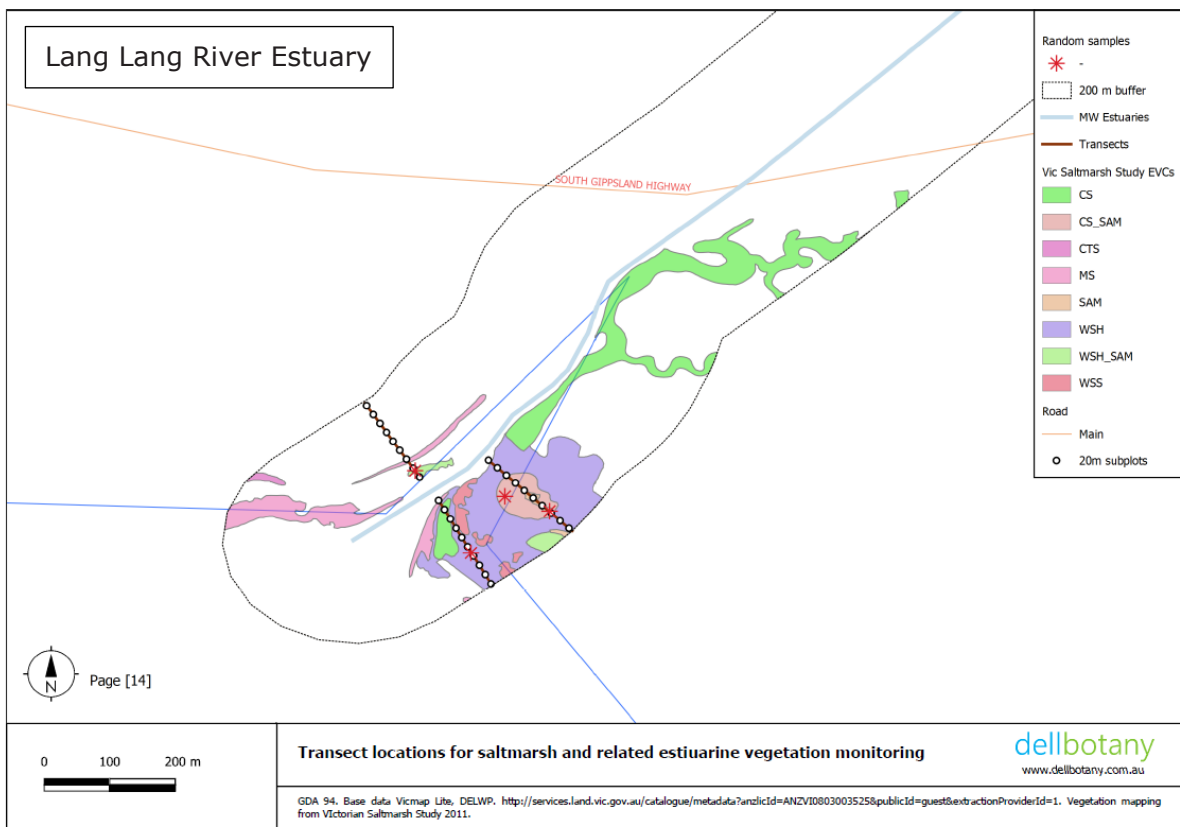 Lang Lang River Estuary
SOUTH GIPPSLAND HIGHWAY
Random samples
-
200 m buffer
MW Estuaries
Transects
Vic Saltmarsh Study EVCs
CS
CS_SAM
CTS
MS
SAM
WSH
WSH_SAM
WSS
Road
Main
20m subplots
N
Page [14]
0 100 200 m
Transect locations for saltmarsh and related estiuarine vegetation monitoring
dellbotany
www.dellbotany.com.au
GDA 94. Base data Vicmap Lite, DELWP. http://services.land.vic.gov.au/catalogue/metadata?anzlicId=ANZVI0803003525&publicId=guest&extractionProviderId=1. Vegetation mapping
from VIctorian Saltmarsh Study 2011.